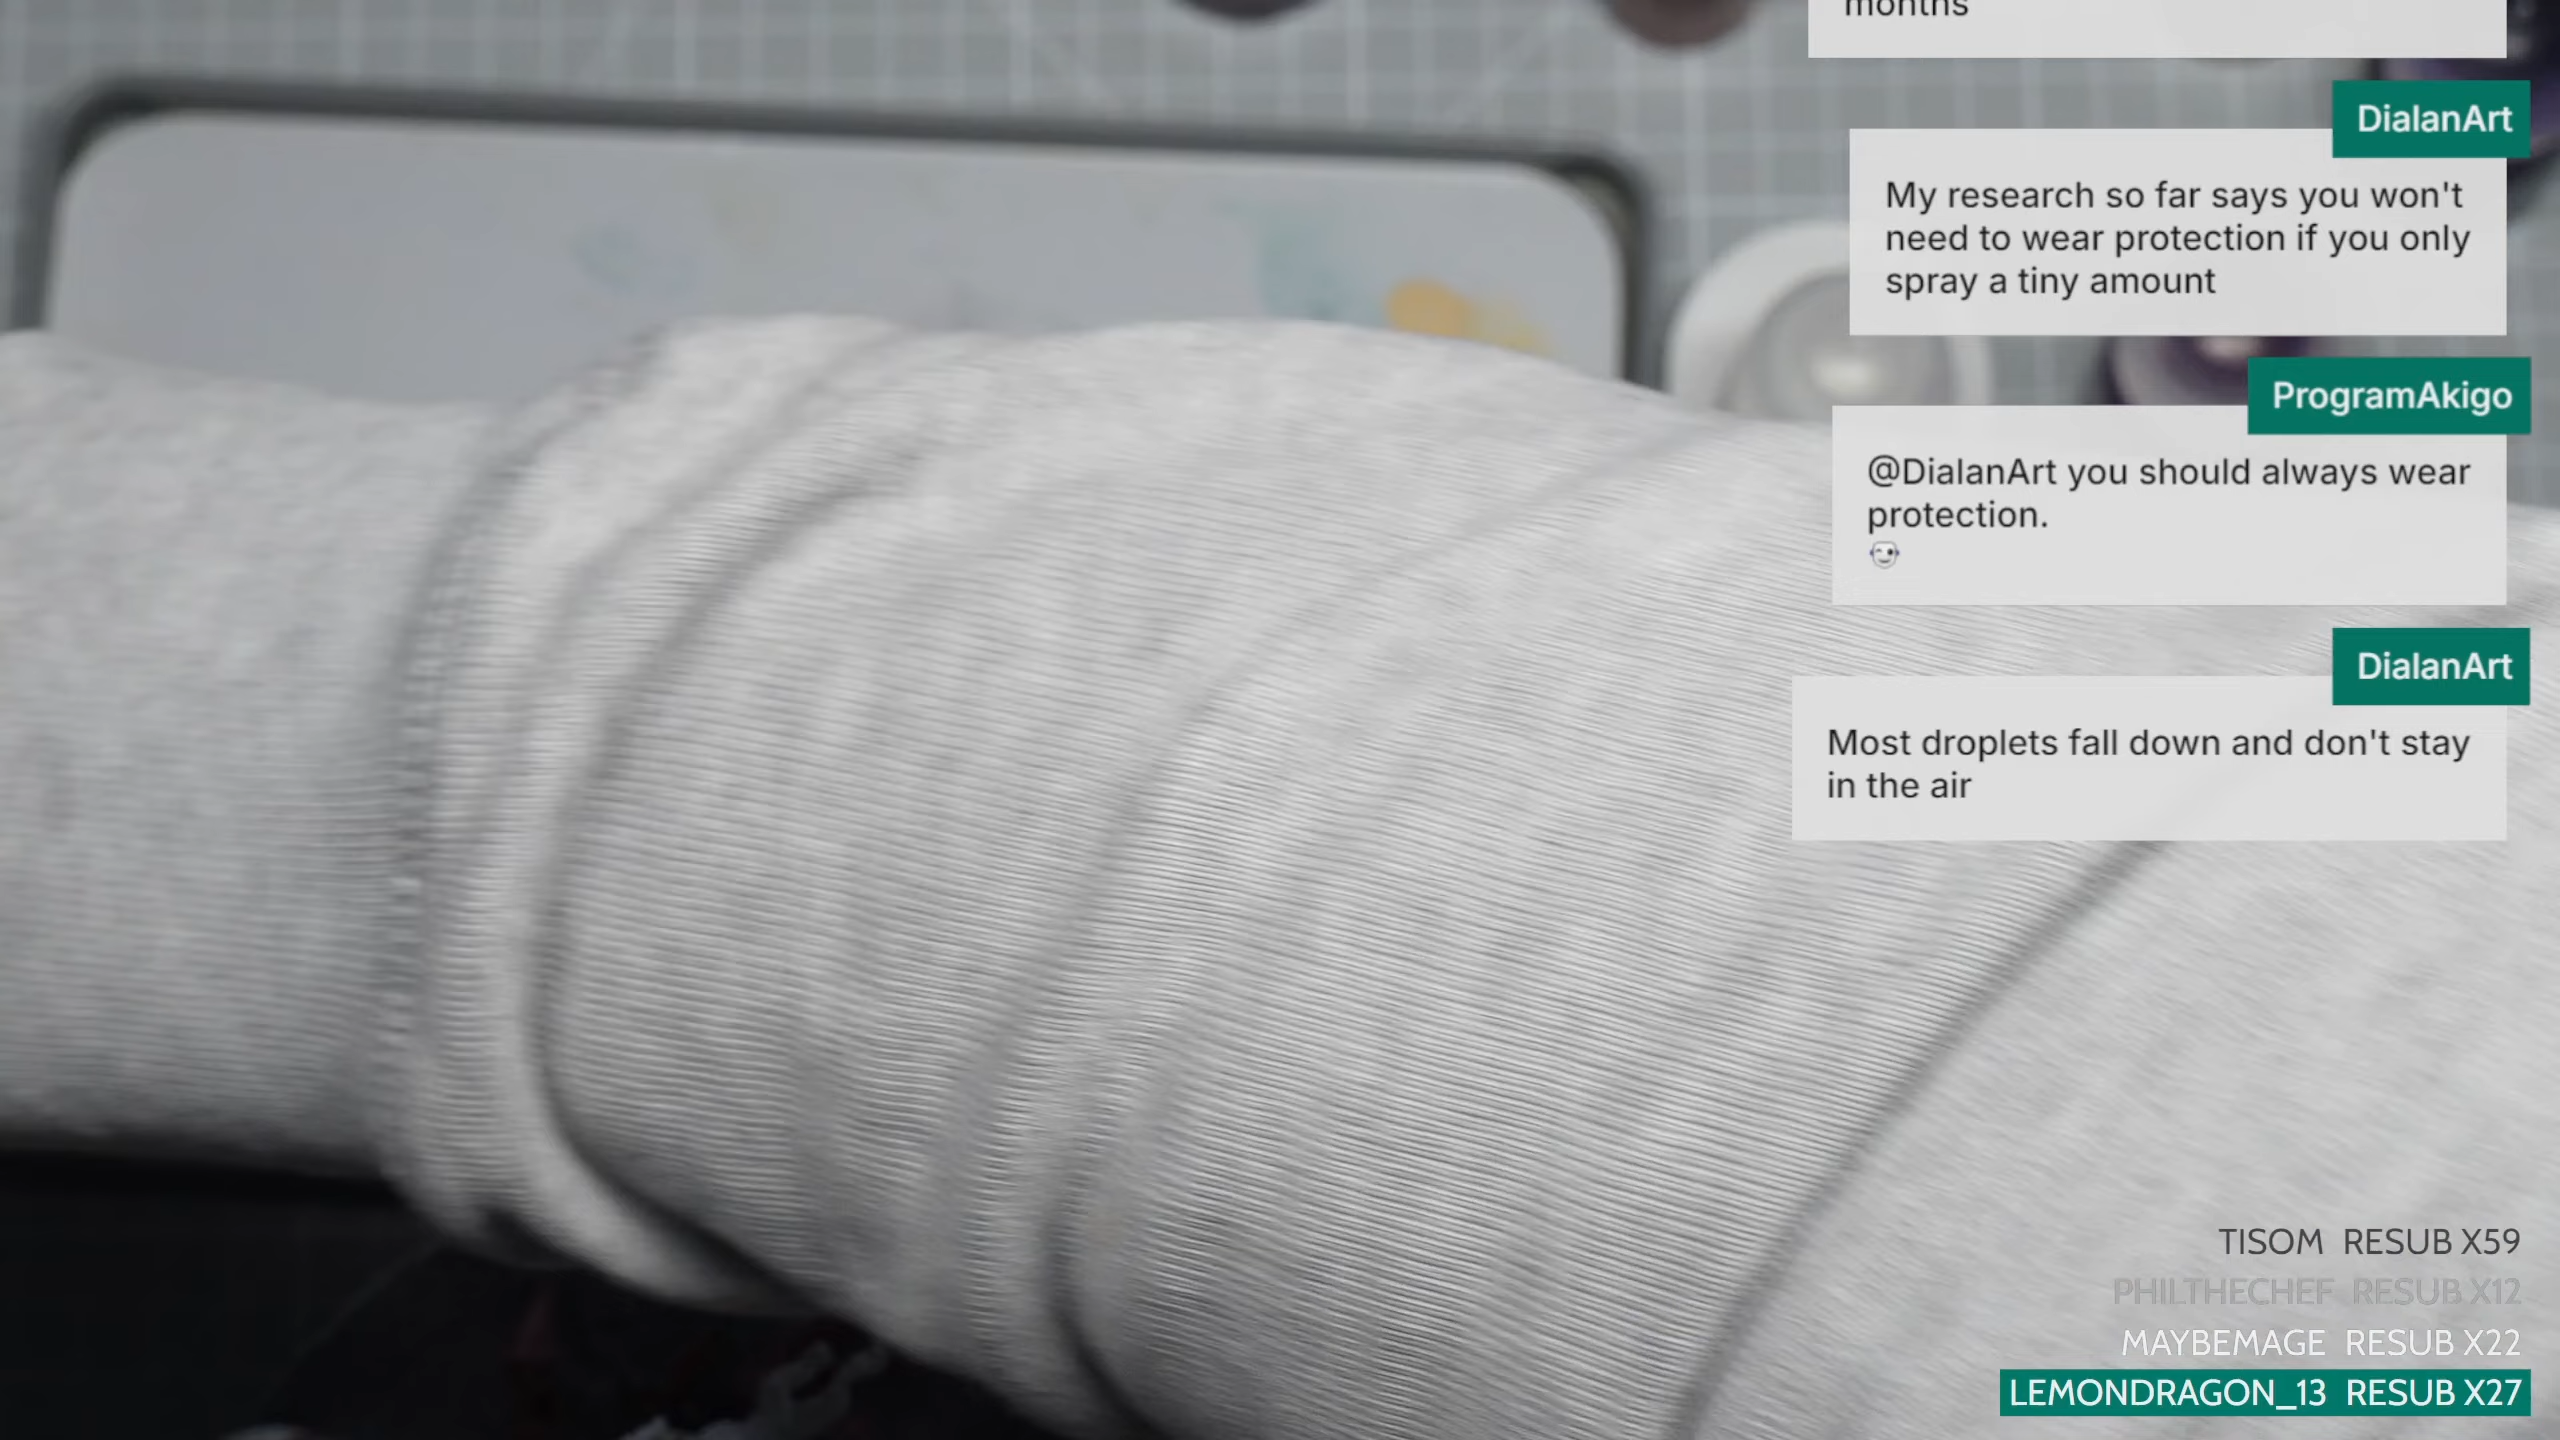 months
DialanArt
My research so far says you won't
need to wear protection if you only
spray a tiny amount
ProgramAkigo
@DialanArt you should always wear
protection.
DialanArt
Most droplets fall down and don't stay
in the air
TISOM RESUB X59
PHILTHECHEF RESUB X12
MAYBEMAGE RESUB X22
LEMONDRAGON_13 RESUB X27